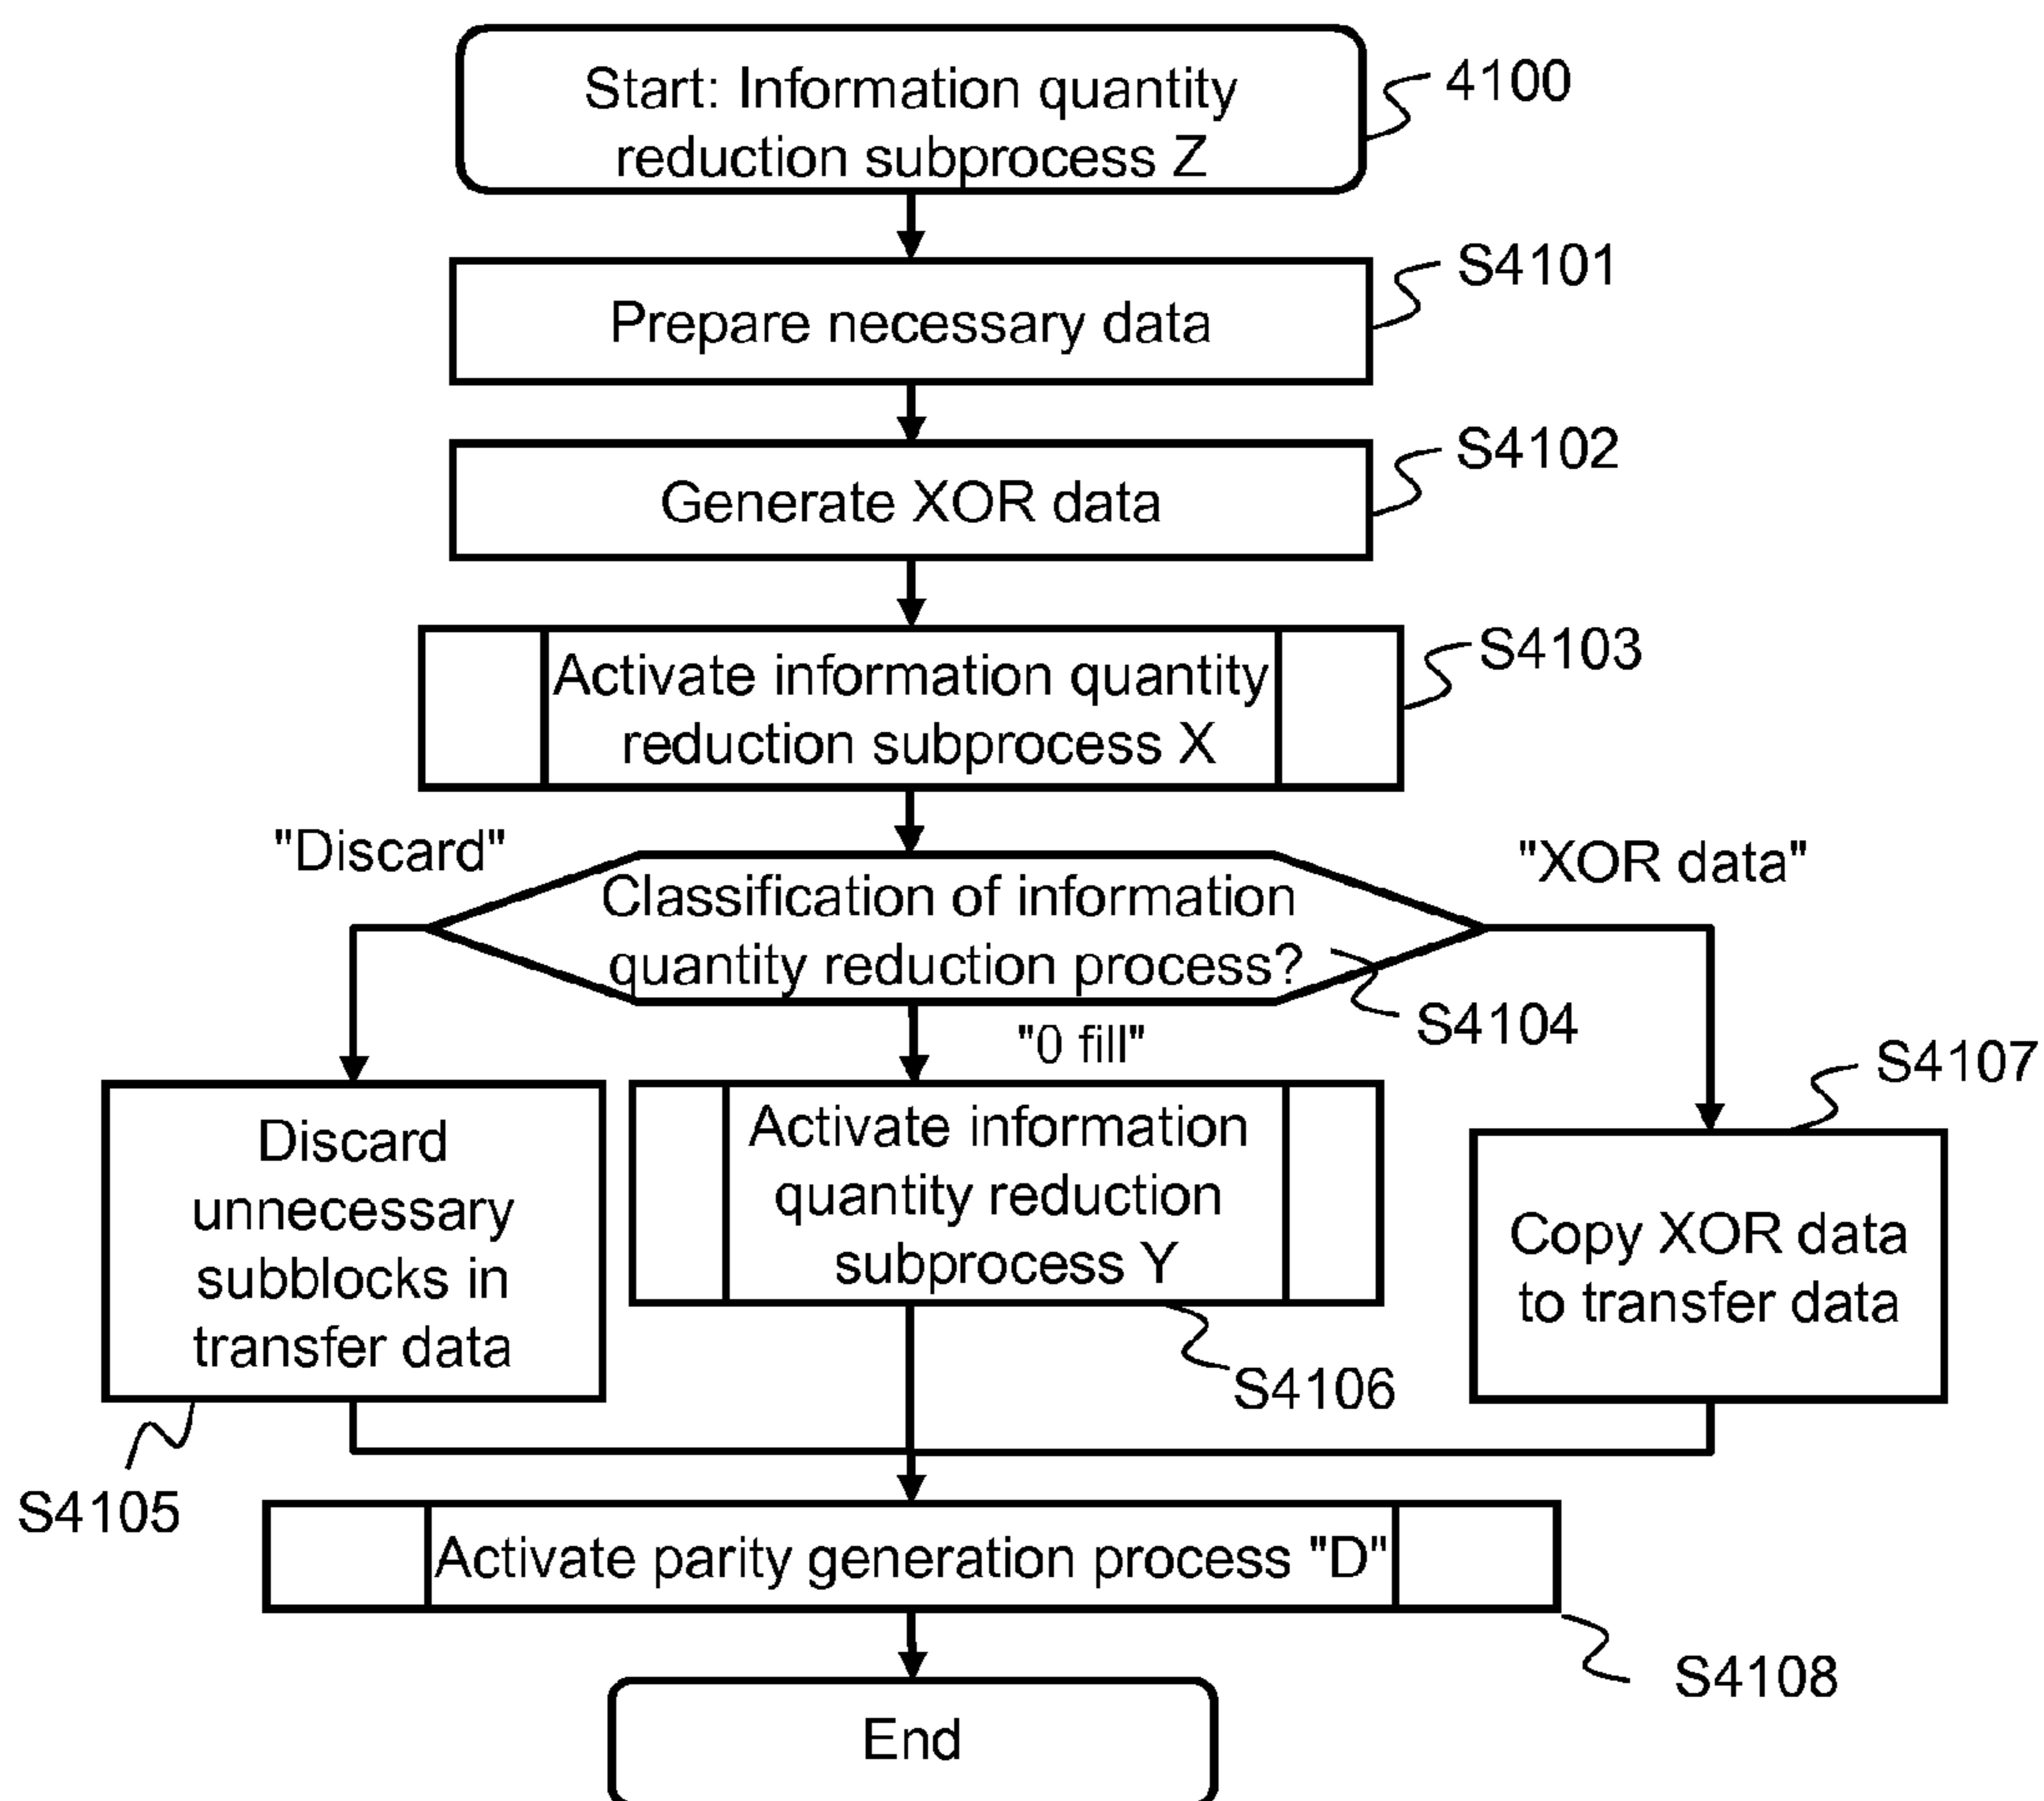 Start: Information quantity
reduction subprocess Z
4100
Prepare necessary data
S4101
Generate XOR data
S4102
Activate information quantity
reduction subprocess X
S4103
"Discard"
"XOR data"
Classification of information
quantity reduction process?
S4104
"0 fill"
S4107
Discard
unnecessary
subblocks in
transfer data
Activate information
quantity reduction
subprocess Y
Copy XOR data
to transfer data
S4106
S4105
Activate parity generation process "D"
S4108
End